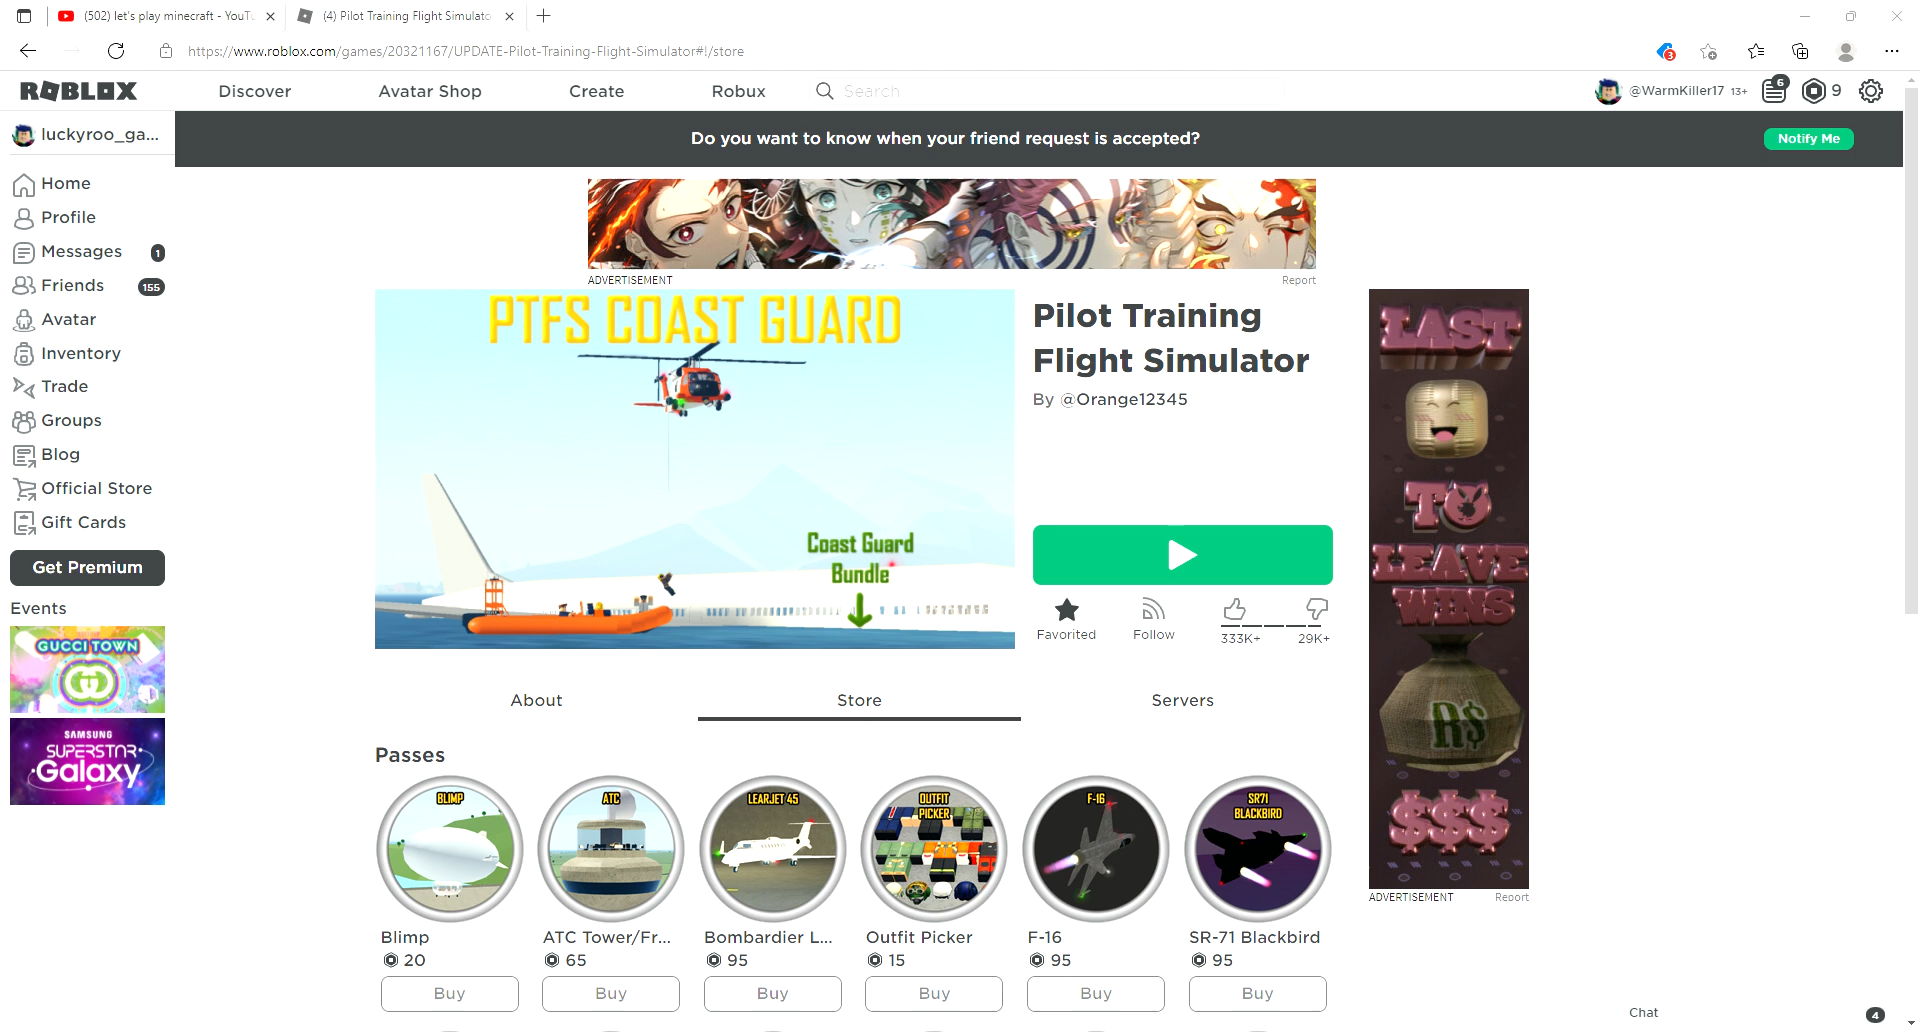 (502) let's play minecraft - YouTu
(4) Pilot Training Flight Simulato
https://www.roblox.com/games/20321167/UPDATE-Pilot-Training-Flight-Simulator#!/store
3
ROBLOX
Discover
Avatar Shop
Create
Robux
Search
@WarmKiller17 13+
6
9
luckyroo_ga...
Do you want to know when your friend request is accepted?
Notify Me
Home
Profile
Messages 1
Friends 155
Avatar
Inventory
Trade
Groups
Blog
Official Store
Gift Cards
Get Premium
Events
GUCCI TOWN
SAMSUNG
SUPERSTAR
Galaxy
ADVERTISEMENT
Report
PTFS COAST GUARD
Coast Guard
Bundle
Pilot Training
Flight Simulator
By @Orange12345
Favorited
Follow
333K+
29K+
LAST
TO
LEAVE
WINS
R$
$$$
ADVERTISEMENT
Report
About
Store
Servers
Passes
BLIMP
ATC
LEARJET 45
OUTFIT
PICKER
F-16
SR71
BLACKBIRD
Blimp
ATC Tower/Fr...
Bombardier L...
Outfit Picker
F-16
SR-71 Blackbird
20
65
95
15
95
95
Buy
Buy
Buy
Buy
Buy
Buy
Chat
4